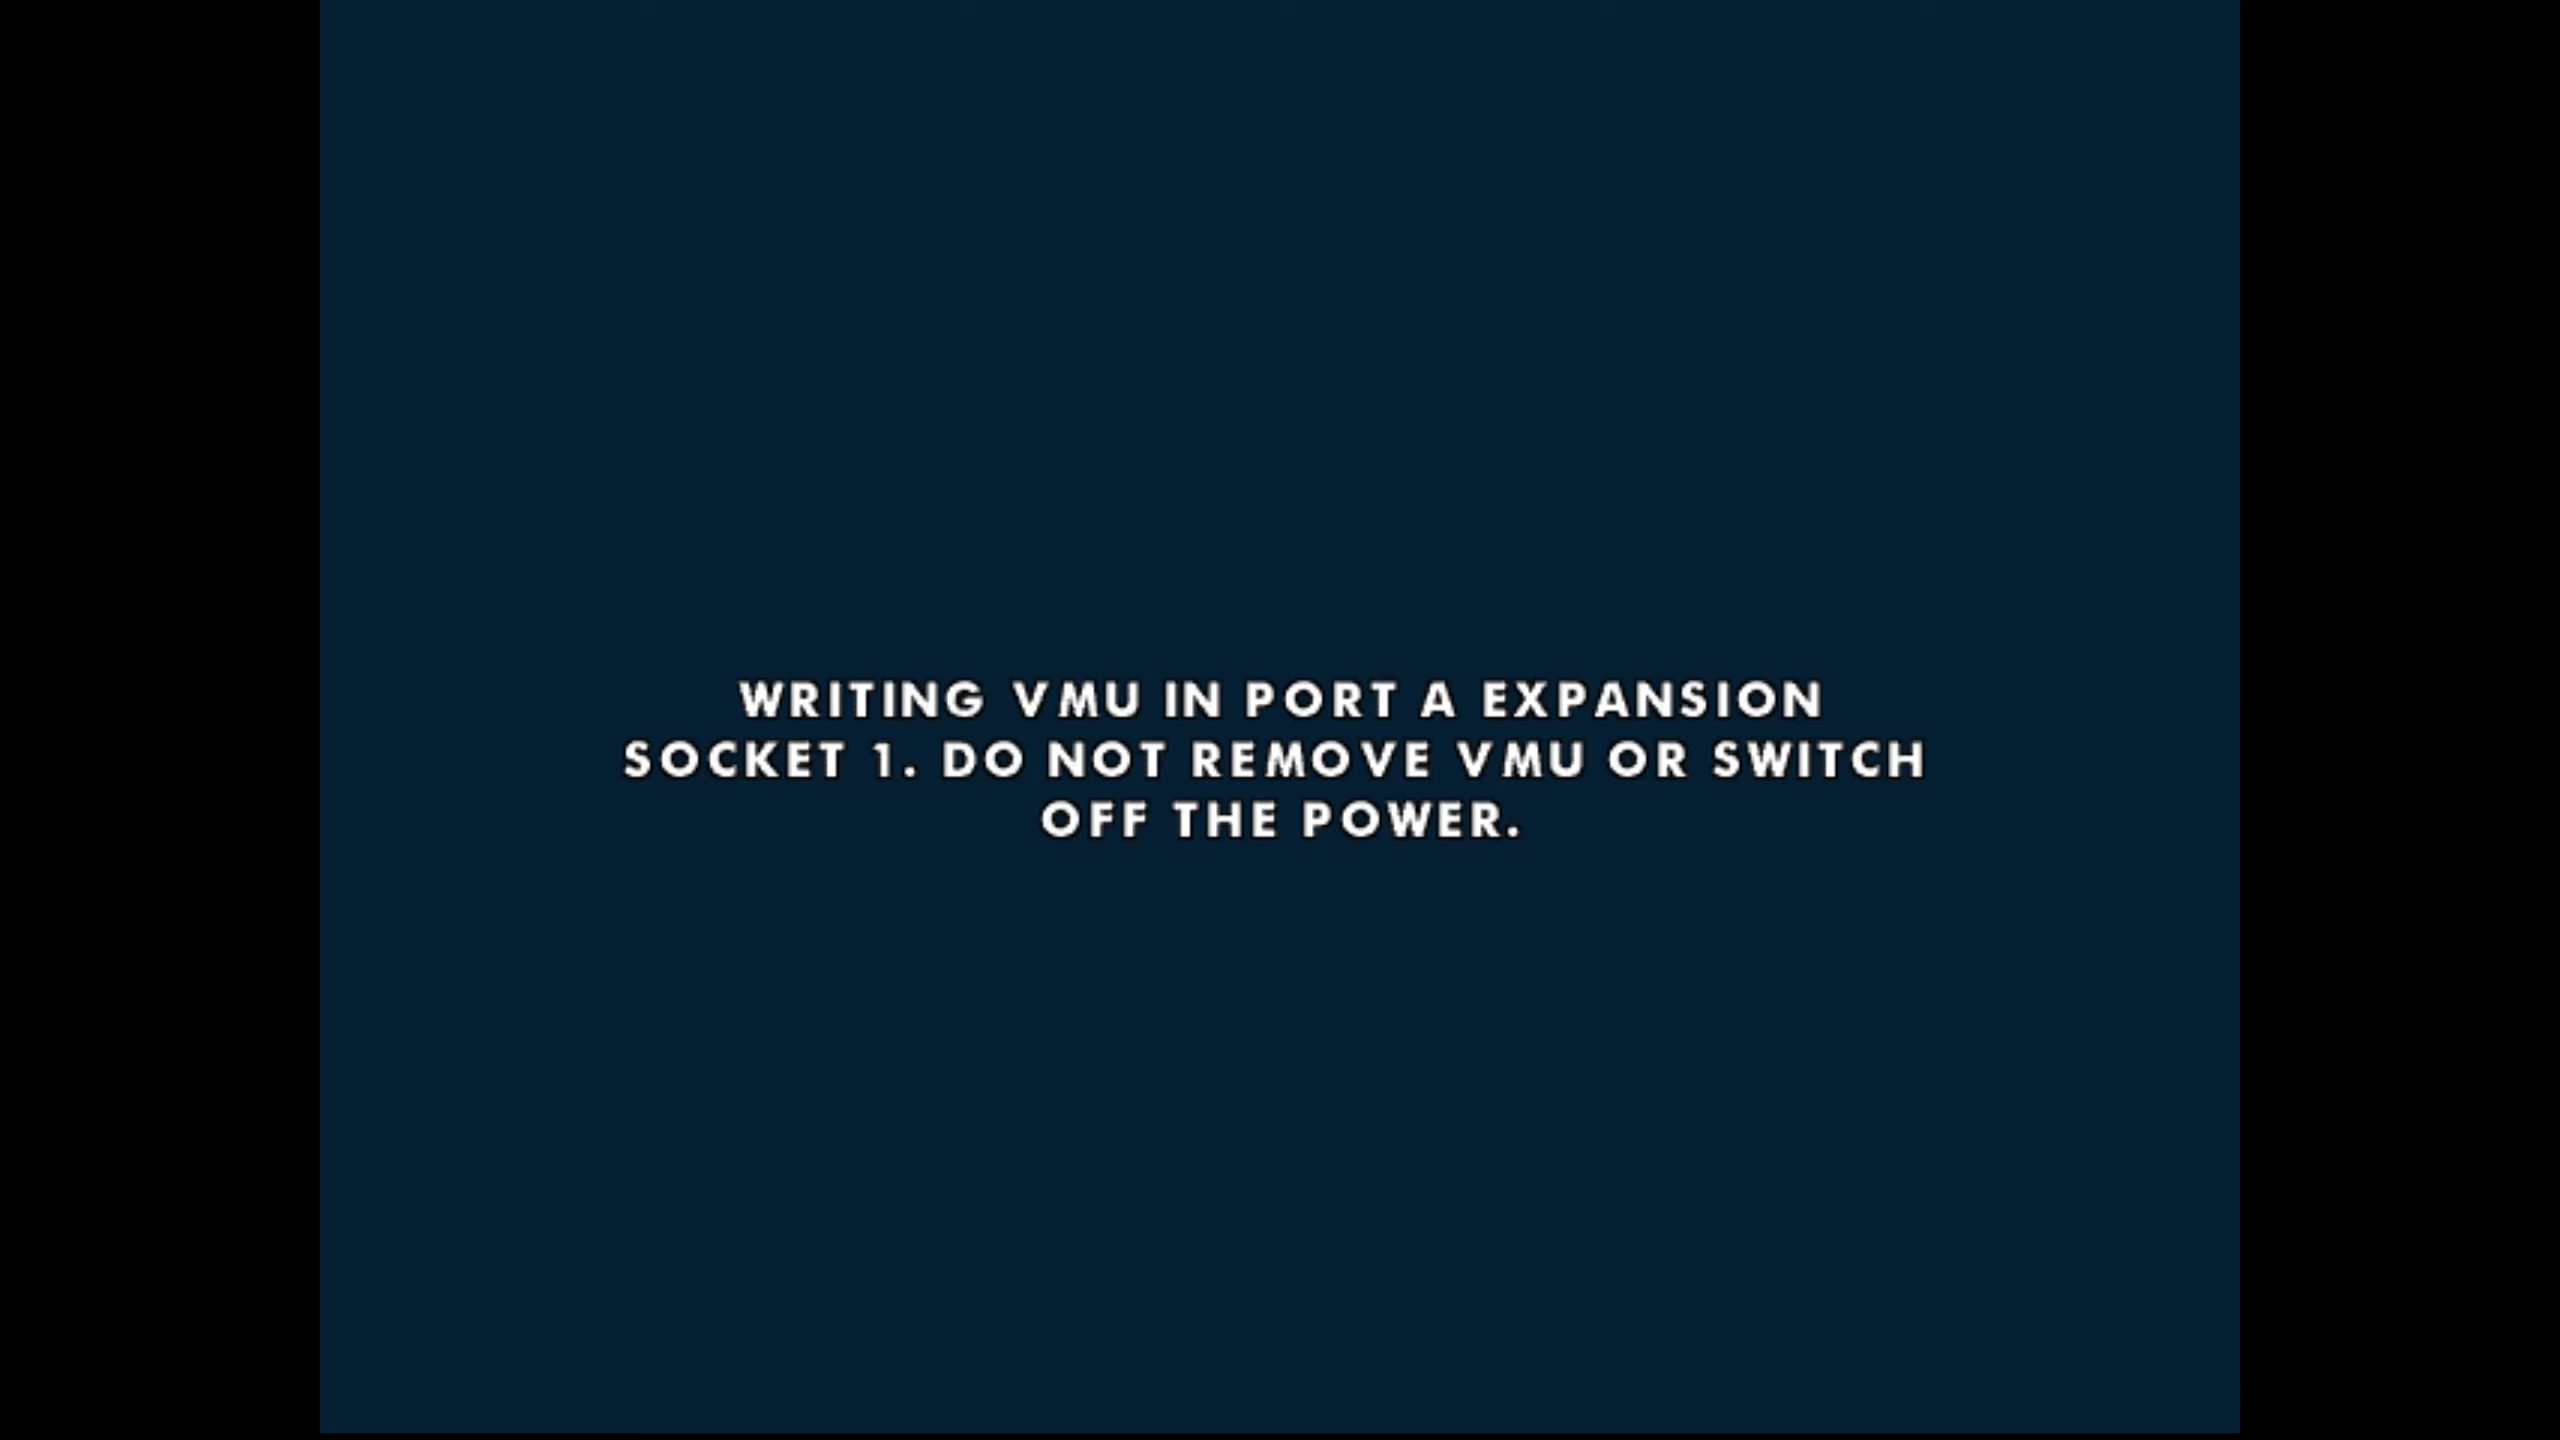 WRITING VMU IN PORT A EXPANSION
SOCKET 1. DO NOT REMOVE VMU OR SWITCH
OFF THE POWER.